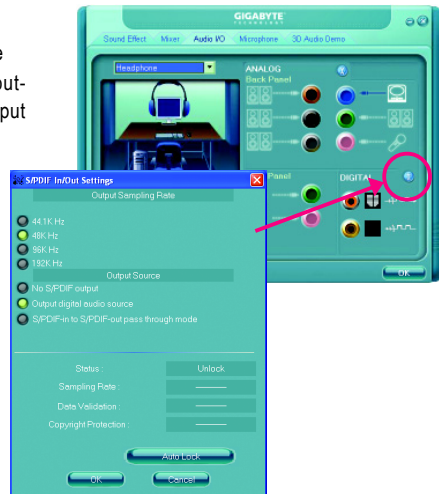 GIGABYTE
Sound Effect Mixer Audio I/O Microphone 3D Audio Demo
Headphone
ANALOG
Back Panel
Panel
DIGITAL
OK
e
out-
put
S/PDIF In/Out Settings
Output Sampling Rate
44.1K Hz
48K Hz
96K Hz
192K Hz
Output Source
No S/PDIF output
Output digital audio source
S/PDIF-in to S/PDIF-out pass through mode
Status : Unlock
Sampling Rate :
Data Validation :
Copyright Protection :
Auto Lock
OK Cancel